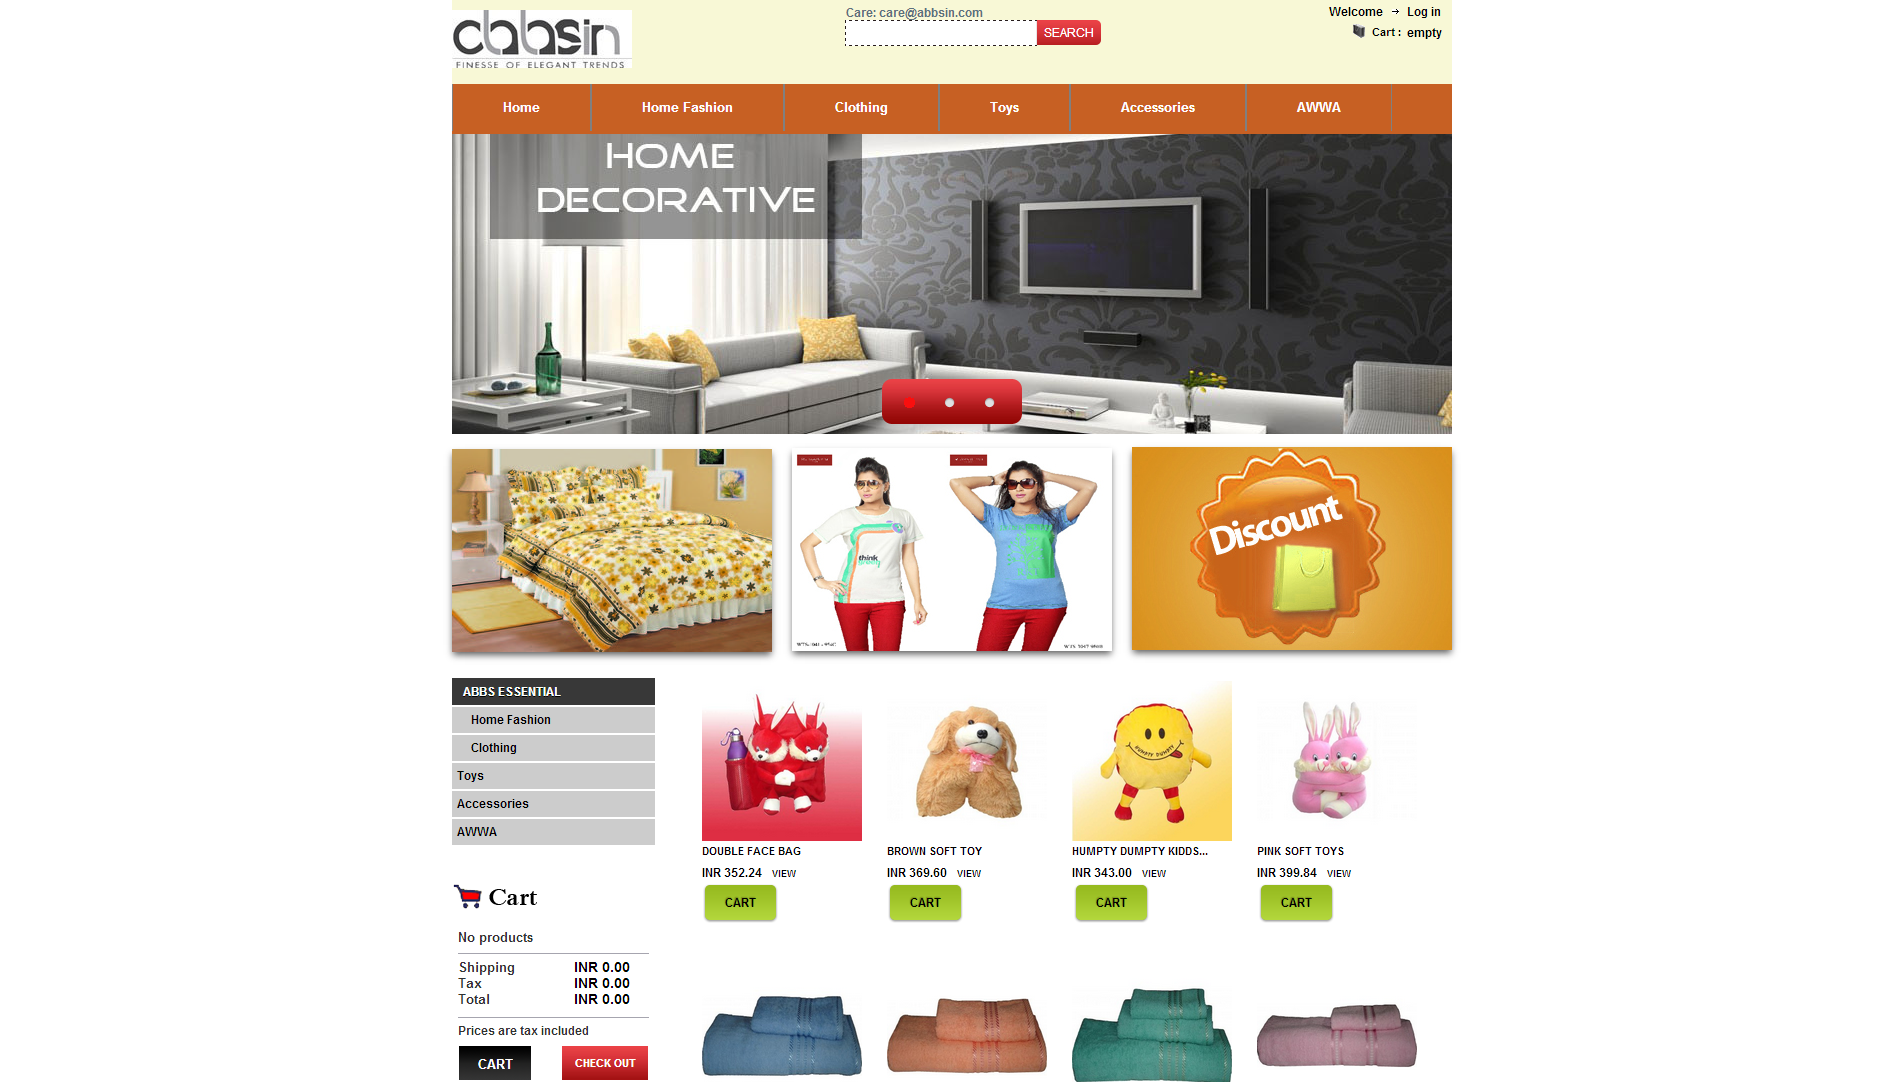 abbsin
FINESSE OF ELEGANT TRENDS
Care: care@abbsin.com
SEARCH
Welcome → Log in
Cart : empty
Home
Home Fashion
Clothing
Toys
Accessories
AWWA
HOME
DECORATIVE
think
Discount
ABBS ESSENTIAL
Home Fashion
Clothing
Toys
Accessories
AWWA
Cart
No products
Shipping INR 0.00
Tax INR 0.00
Total INR 0.00
Prices are tax included
CART
CHECK OUT
HUMPTY DUMPTY
DOUBLE FACE BAG
INR 352.24 VIEW
CART
BROWN SOFT TOY
INR 369.60 VIEW
CART
HUMPTY DUMPTY KIDDS...
INR 343.00 VIEW
CART
PINK SOFT TOYS
INR 399.84 VIEW
CART